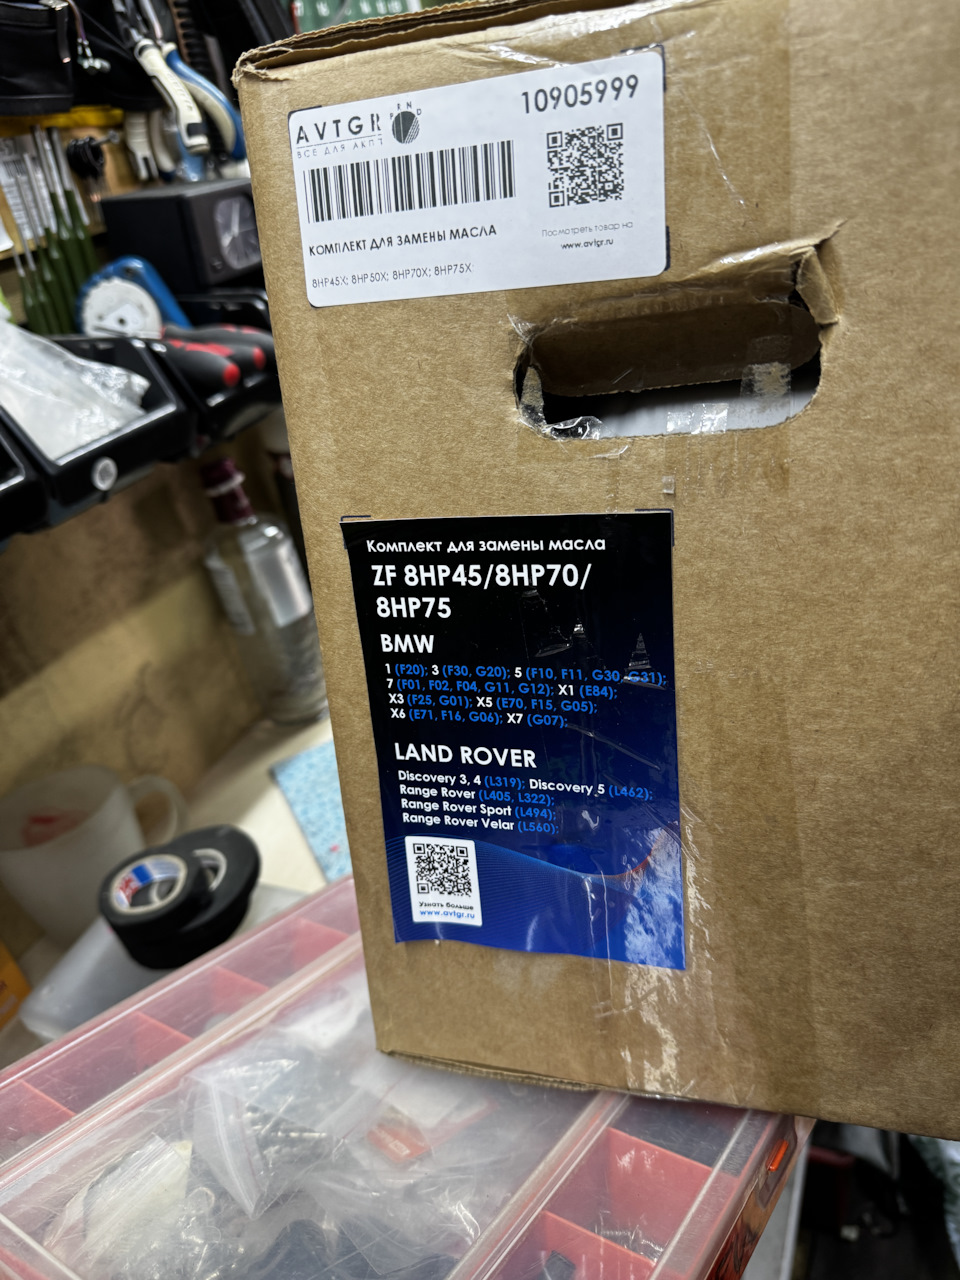 AVTGR
RND
ВСЕ ДЛЯ АКПП
10905999
КОМПЛЕКТ ДЛЯ ЗАМЕНЫ МАСЛА
8HP45X; 8HP50X; 8HP70X; 8HP75X
Посмотреть товар на
www.avtgr.ru
Комплект для замены масла
ZF 8HP45/8HP70/
8HP75
BMW
1 (F20); 3 (F30, G20); 5 (F10, F11, G30, G31);
7 (F01, F02, F04, G11, G12); X1 (E84);
X3 (F25, G01); X5 (E70, F15, G05);
X6 (E71, F16, G06); X7 (G07);
LAND ROVER
Discovery 3, 4 (L319); Discovery 5 (L462);
Range Rover (L405, L322);
Range Rover Sport (L494);
Range Rover Velar (L560);
Узнать больше
www.avtgr.ru